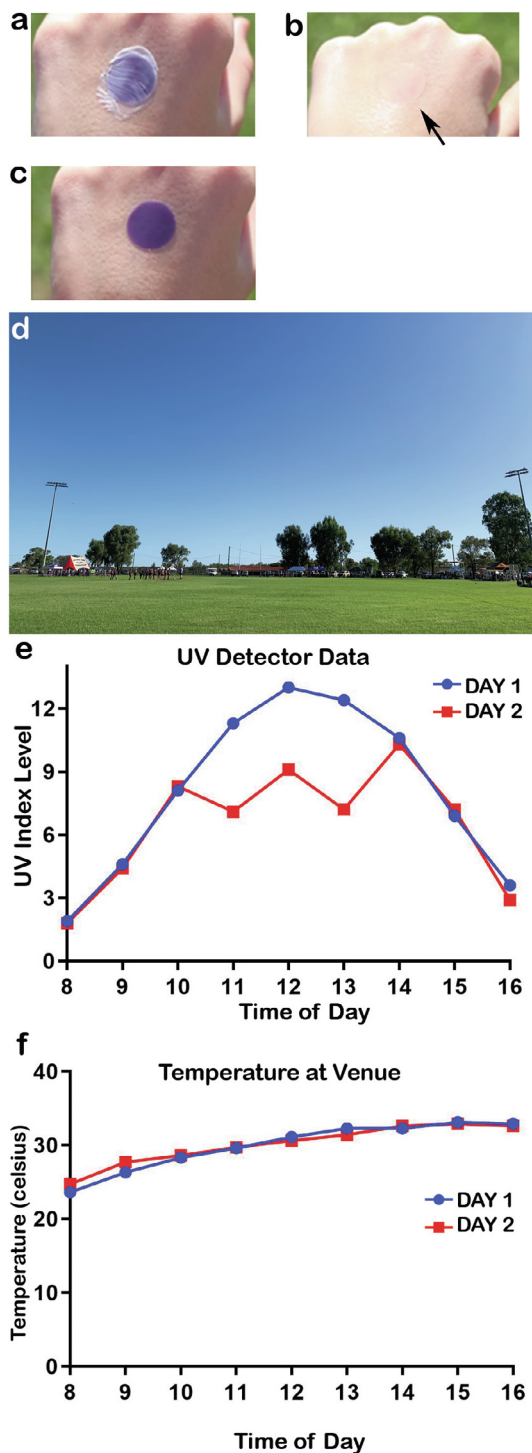 a
b
c
d
e
UV Detector Data
DAY 1
DAY 2
UV Index Level
12
9
6
3
0
8 9 10 11 12 13 14 15 16
Time of Day
f
Temperature at Venue
DAY 1
DAY 2
Temperature (celsius)
40
30
20
10
0
8 9 10 11 12 13 14 15 16
Time of Day